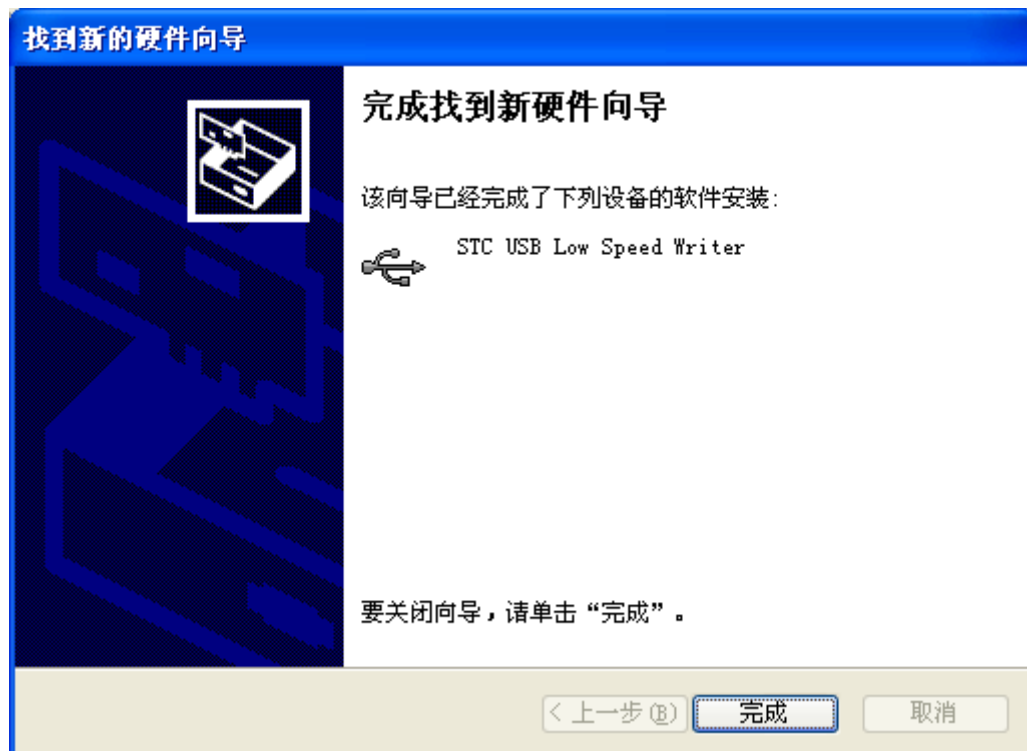 找到新的硬件向导
完成找到新硬件向导
该向导已经完成了下列设备的软件安装:
STC USB Low Speed Writer
要关闭向导，请单击“完成”。
< 上一步(B)
完成
取消